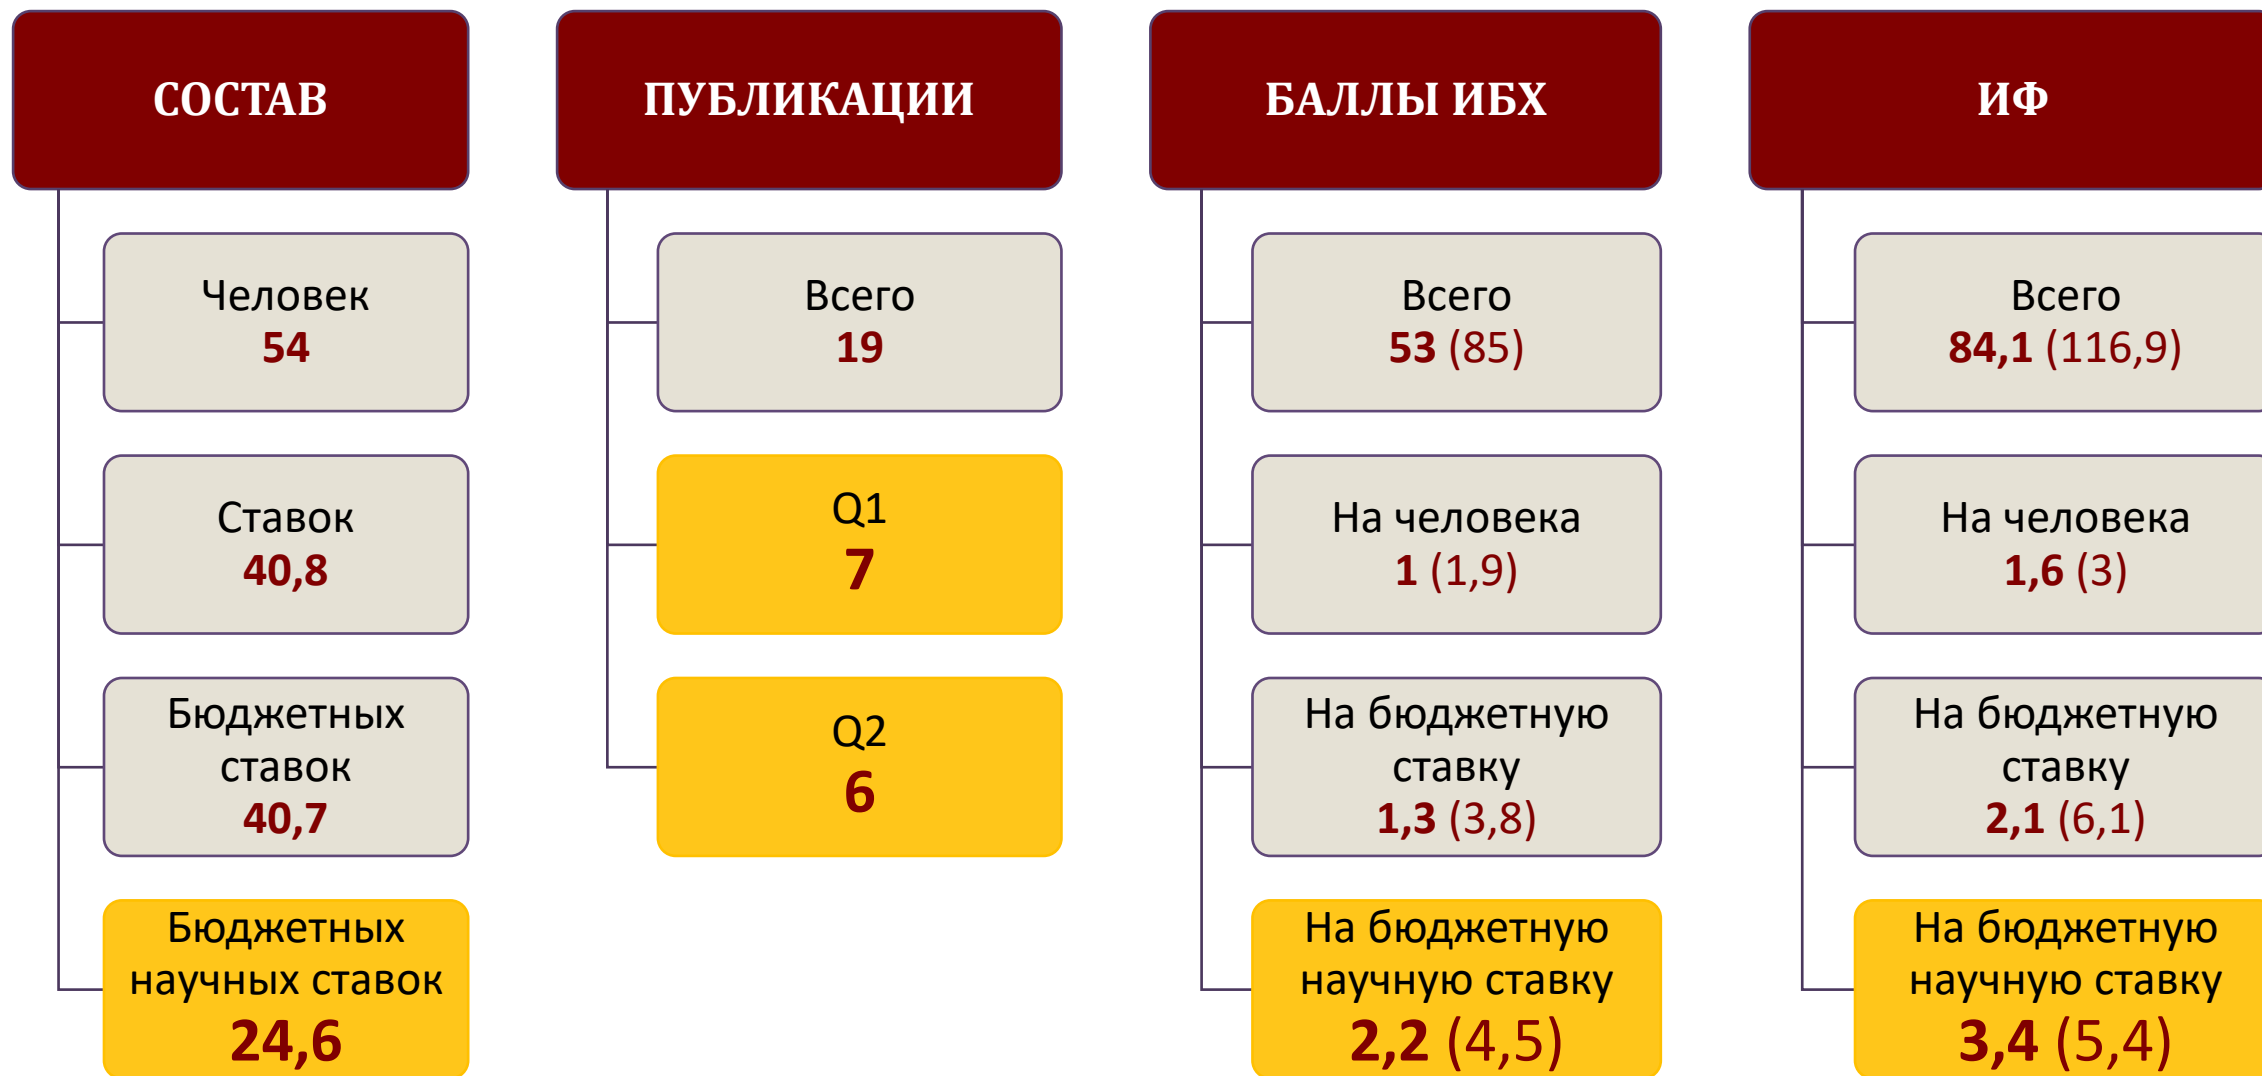 СОСТАВ
Человек
54
Ставок
40,8
Бюджетных
ставок
40,7
Бюджетных
научных ставок
24,6
ПУБЛИКАЦИИ
Всего
19
Q1
7
Q2
6
БАЛЛЫ ИБХ
Всего
53 (85)
На человека
1 (1,9)
На бюджетную
ставку
1,3 (3,8)
На бюджетную
научную ставку
2,2 (4,5)
ИФ
Всего
84,1 (116,9)
На человека
1,6 (3)
На бюджетную
ставку
2,1 (6,1)
На бюджетную
научную ставку
3,4 (5,4)